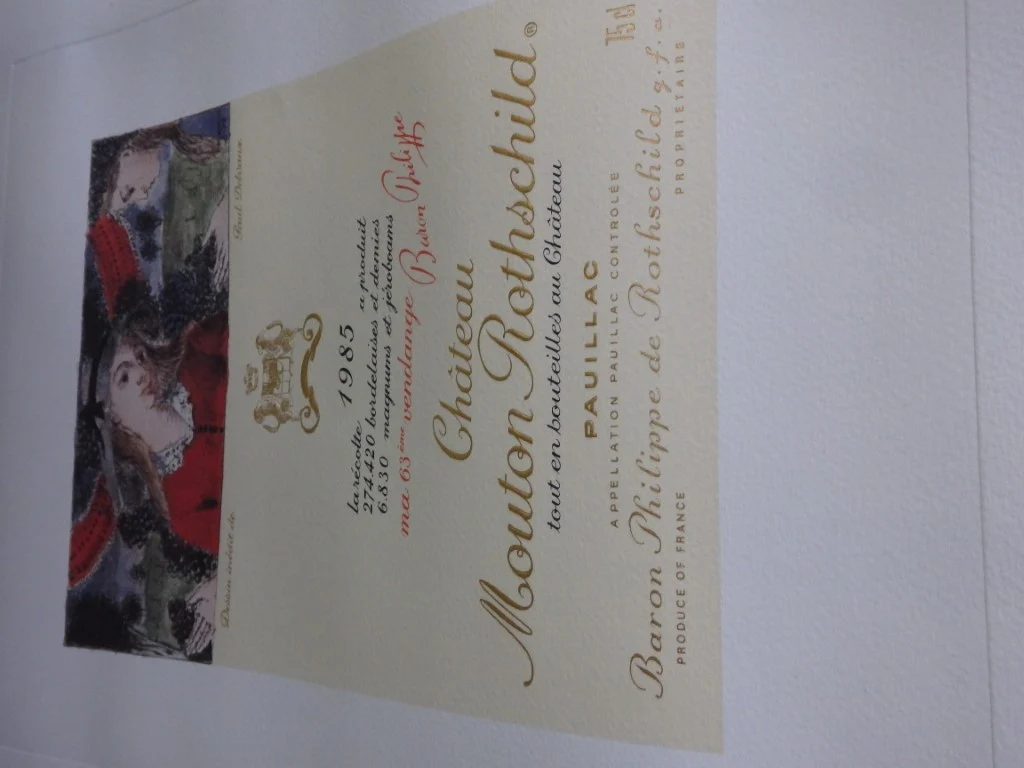 Dessin inédit de Paul Delvaux
la récolte 1985 a produit
274.420 bordelaises et demies
6.830 magnums et jéroboams
ma 63ème vendange Baron Philippe
Château
Mouton Rothschild ®
tout en bouteilles au Château
PAUILLAC
APPELLATION PAUILLAC CONTROLÉE
75 cl
Baron Philippe de Rothschild g.f.a.
PRODUCE OF FRANCE PROPRIÉTAIRE